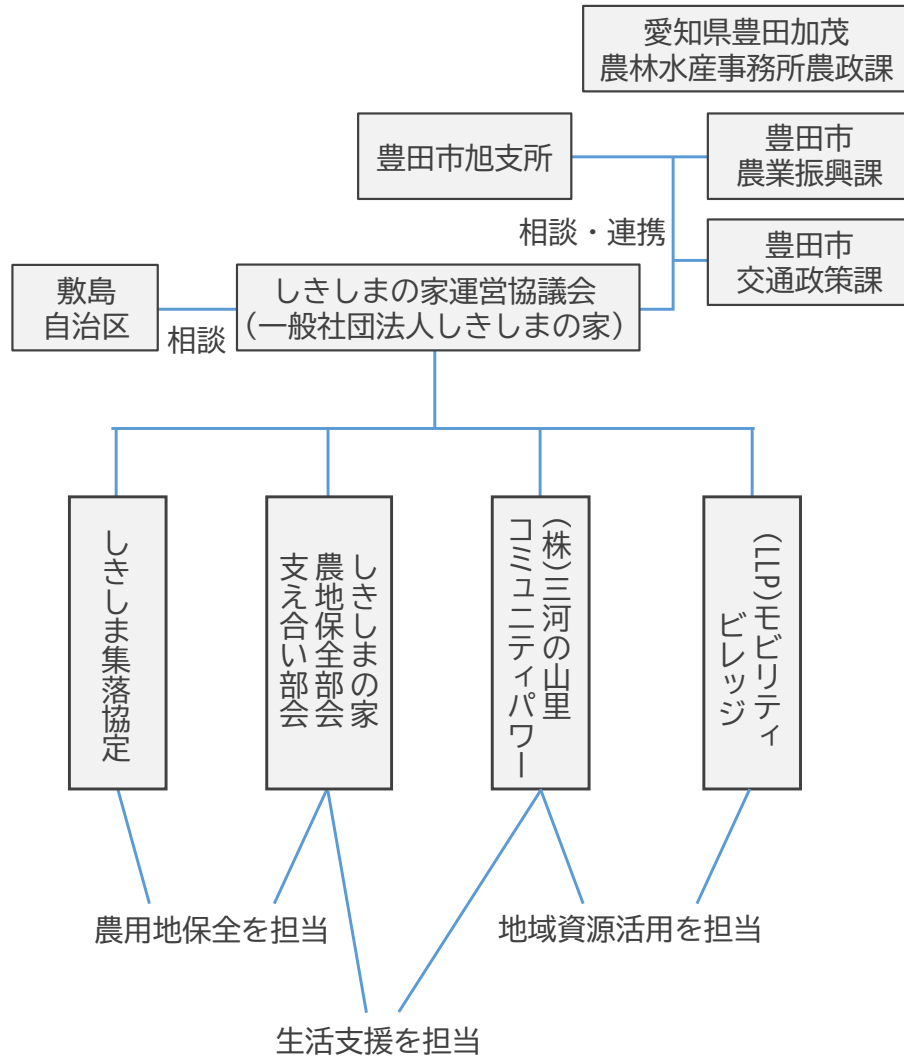 愛知県豊田加茂
農林水産事務所農政課
豊田市旭支所
豊田市
農業振興課
相談・連携
豊田市
交通政策課
敷島
自治区
相談
しきしまの家運営協議会
（一般社団法人しきしまの家）
しきしま集落協定
しきしまの家
農地保全部会
支え合い部会
(株)三河の山里
コミュニティパワー
(LLP)モビリティ
ビレッジ
農用地保全を担当
地域資源活用を担当
生活支援を担当